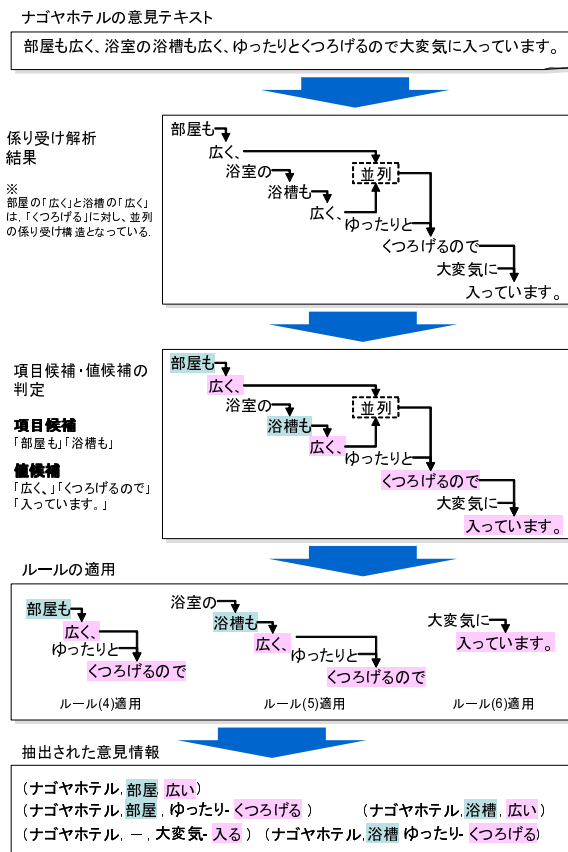 ナゴヤホテルの意見テキスト
部屋も広く、浴室の浴槽も広く、ゆったりとくつろげるので大変気に入っています。
係り受け解析
結果
※
部屋の「広く」と浴槽の「広く」
は、「くつろげる」に対し、並列
の係り受け構造となっている.
部屋も
広く、
浴室の
並列
浴槽も
広く、
ゆったりと
くつろげるので
大変気に
入っています。
項目候補・値候補の
判定
項目候補
「部屋も」「浴槽も」
値候補
「広く、」「くつろげるので」
「入っています。」
部屋も
広く、
浴室の
並列
浴槽も
広く、
ゆったりと
くつろげるので
大変気に
入っています。
ルールの適用
部屋も
広く、
ゆったりと
くつろげるので
ルール(4)適用
浴室の
浴槽も
広く、
ゆったりと
くつろげるので
ルール(5)適用
大変気に
入っています。
ルール(6)適用
抽出された意見情報
(ナゴヤホテル, 部屋, 広い)
(ナゴヤホテル, 部屋, ゆったり-くつろげる) (ナゴヤホテル, 浴槽, 広い)
(ナゴヤホテル, －, 大変気-入る) (ナゴヤホテル, 浴槽 ゆったり-くつろげる)